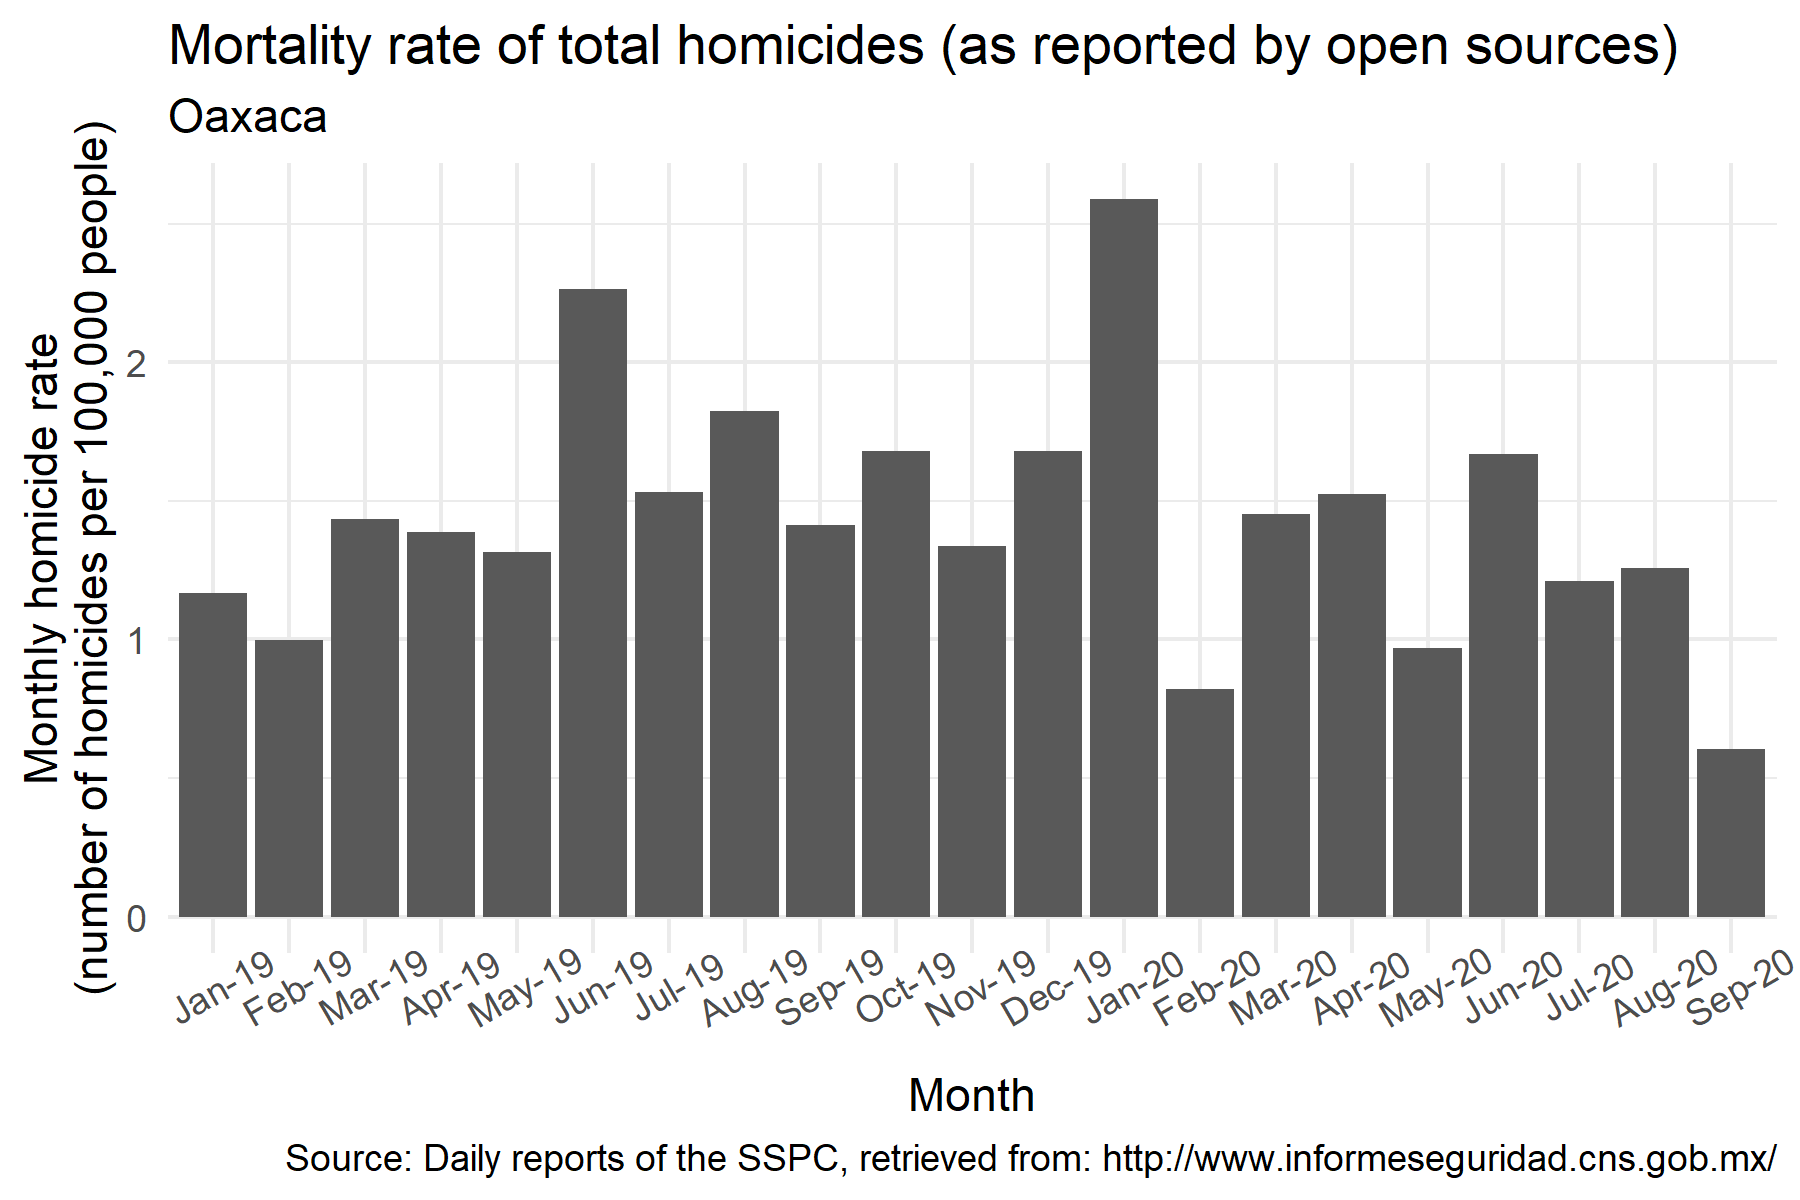 Mortality rate of total homicides (as reported by open sources)
Oaxaca
Monthly homicide rate
(number of homicides per 100,000 people)
2
1
0
Jan-19
Feb-19
Mar-19
Apr-19
May-19
Jun-19
Jul-19
Aug-19
Sep-19
Oct-19
Nov-19
Dec-19
Jan-20
Feb-20
Mar-20
Apr-20
May-20
Jun-20
Jul-20
Aug-20
Sep-20
Month
Source: Daily reports of the SSPC, retrieved from: http://www.informeseguridad.cns.gob.mx/